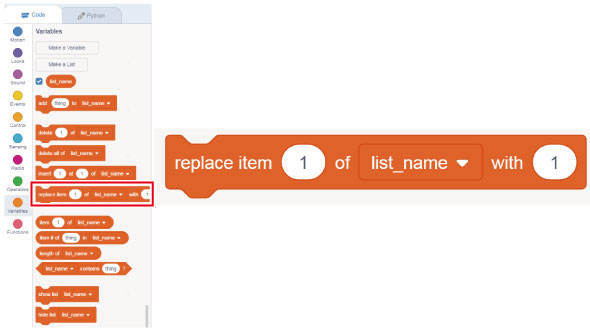 Code
Python
Variables
Motion
Make a Variable
Looks
Make a List
Sound
list_name
Events
add thing to list_name
Control
delete 1 of list_name
Sensing
delete all of list_name
Radio
insert 1 at 1 of list_name
Operators
replace item 1 of list_name with 1
Variables
item 1 of list_name
Functions
item # of thing in list_name
length of list_name
list_name contains thing ?
show list list_name
hide list list_name
replace item 1 of list_name with 1